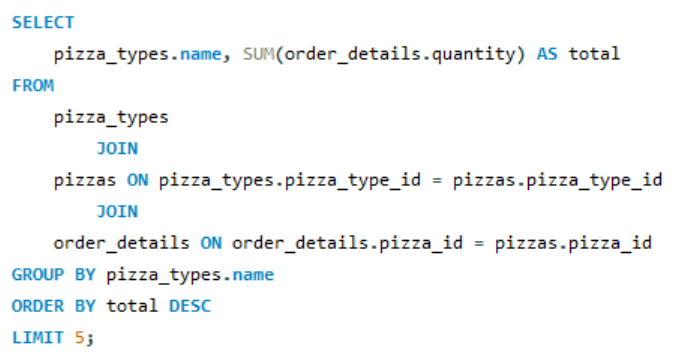 SELECT
    pizza_types.name, SUM(order_details.quantity) AS total
FROM
    pizza_types
        JOIN
    pizzas ON pizza_types.pizza_type_id = pizzas.pizza_type_id
        JOIN
    order_details ON order_details.pizza_id = pizzas.pizza_id
GROUP BY pizza_types.name
ORDER BY total DESC
LIMIT 5;